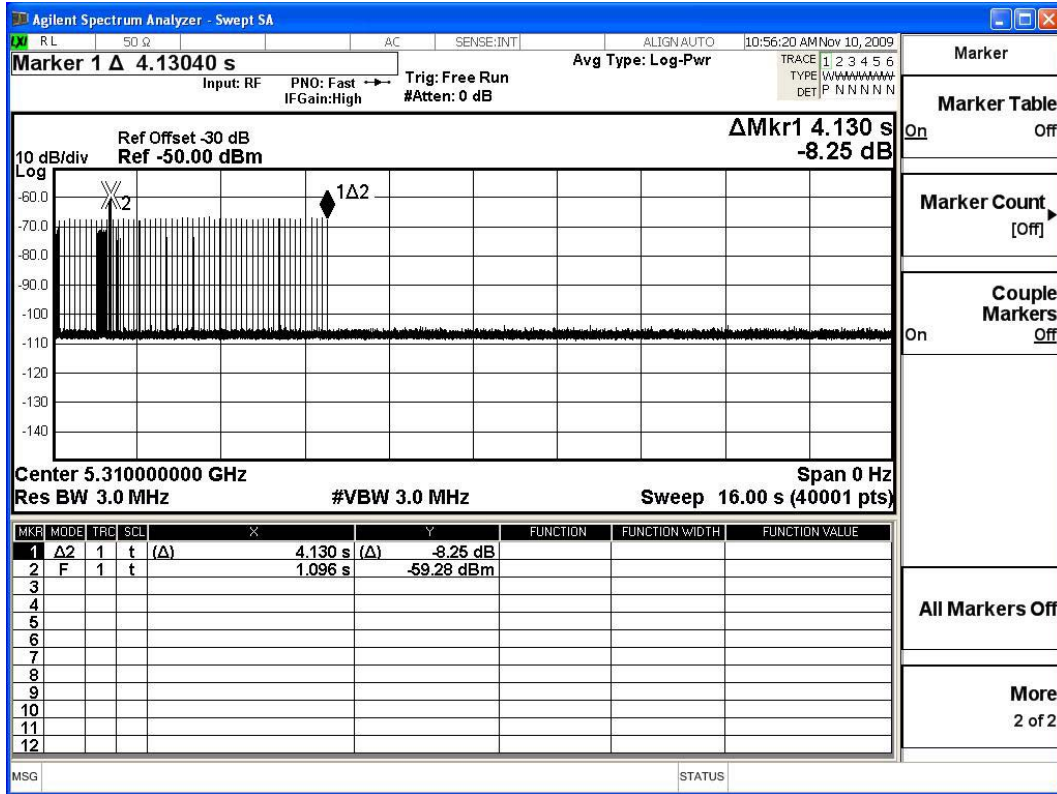 Agilent Spectrum Analyzer - Swept SA
LXI RL 50 Ω AC SENSE:INT ALIGN AUTO 10:56:20 AM Nov 10, 2009
Marker 1 Δ 4.13040 s
Input: RF PNO: Fast Trig: Free Run Avg Type: Log-Pwr TRACE 1 2 3 4 5 6
IFGain:High #Atten: 0 dB TYPE WWWWWW
DET P N N N N N
Ref Offset -30 dB ΔMkr1 4.130 s
10 dB/div Ref -50.00 dBm -8.25 dB
Log
-60.0
-70.0
-80.0
-90.0
-100
-110
-120
-130
-140
2
1Δ2
Center 5.310000000 GHz Span 0 Hz
Res BW 3.0 MHz #VBW 3.0 MHz Sweep 16.00 s (40001 pts)
MKR MODE TRC SCL X Y FUNCTION FUNCTION WIDTH FUNCTION VALUE
1 Δ2 1 t (Δ) 4.130 s (Δ) -8.25 dB
2 F 1 t 1.096 s -59.28 dBm
3
4
5
6
7
8
9
10
11
12
MSG STATUS
Marker
Marker Table
On Off
Marker Count
[Off]
Couple
Markers
On Off
All Markers Off
More
2 of 2